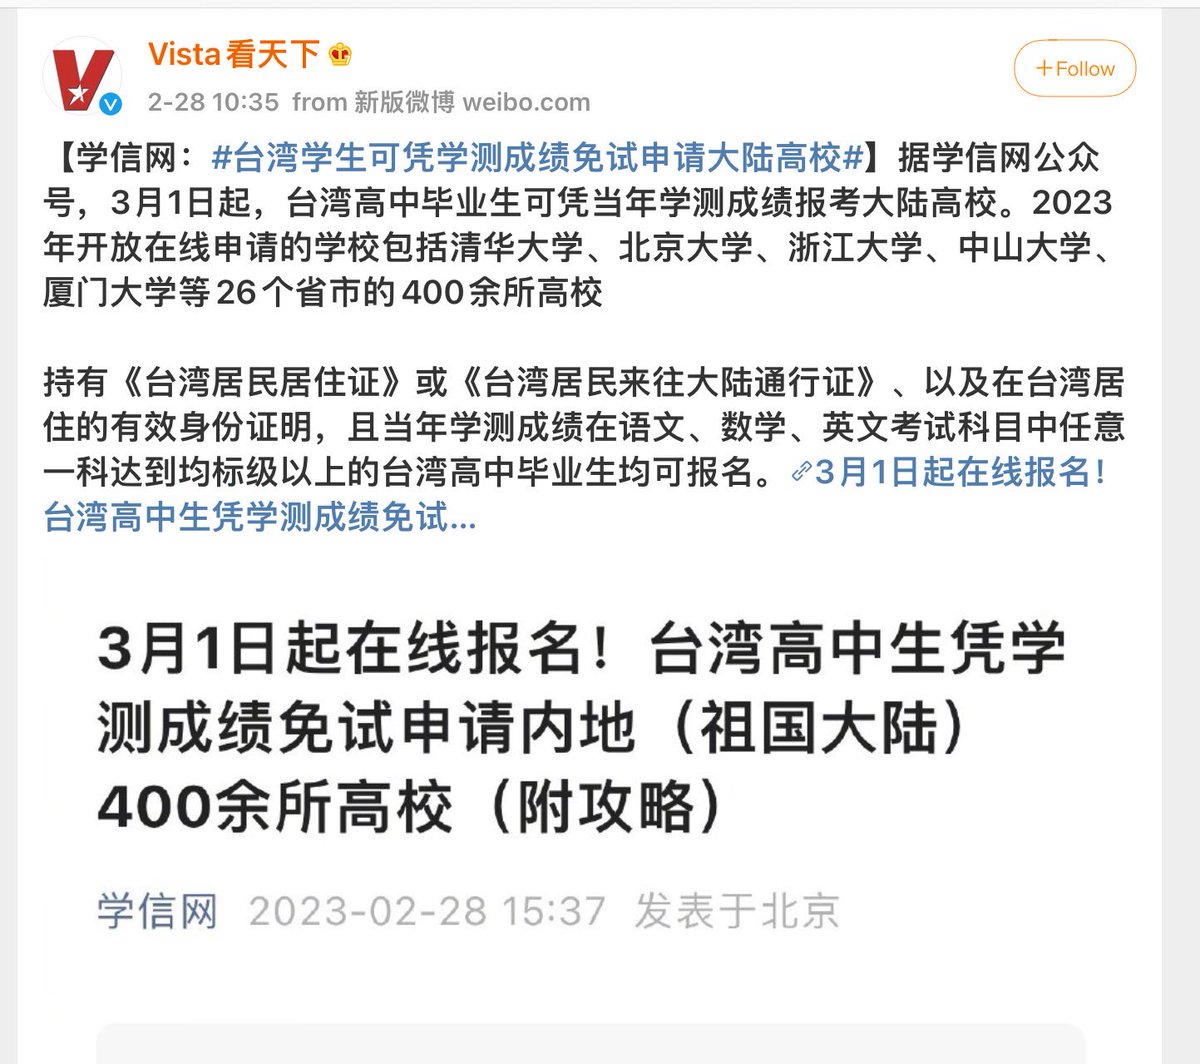 Vista看天下
2-28 10:35 from 新版微博 weibo.com
+Follow
【学信网：#台湾学生可凭学测成绩免试申请大陆高校#】据学信网公众
号，3月1日起，台湾高中毕业生可凭当年学测成绩报考大陆高校。2023
年开放在线申请的学校包括清华大学、北京大学、浙江大学、中山大学、
厦门大学等26个省市的400余所高校
持有《台湾居民居住证》或《台湾居民来往大陆通行证》、以及在台湾居
住的有效身份证明，且当年学测成绩在语文、数学、英文考试科目中任意
一科达到均标级以上的台湾高中毕业生均可报名。3月1日起在线报名！
台湾高中生凭学测成绩免试...
3月1日起在线报名！台湾高中生凭学
测成绩免试申请内地（祖国大陆）
400余所高校（附攻略）
学信网 2023-02-28 15:37 发表于北京